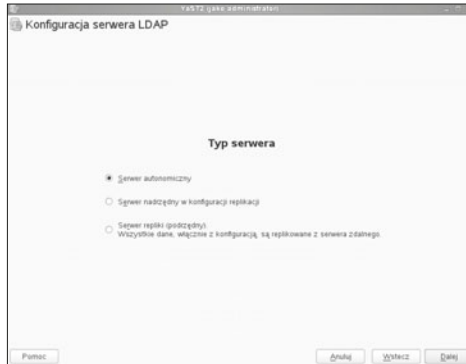 YaST2 (jako administrator)
Konfiguracja serwera LDAP
Typ serwera
Serwer autonomiczny
Serwer nadrzędny w konfiguracji replikacji
Serwer repliki (podrzędny).
Wszystkie dane, włącznie z konfiguracją, są replikowane z serwera zdalnego.
Pomoc
Anuluj
Wstecz
Dalej